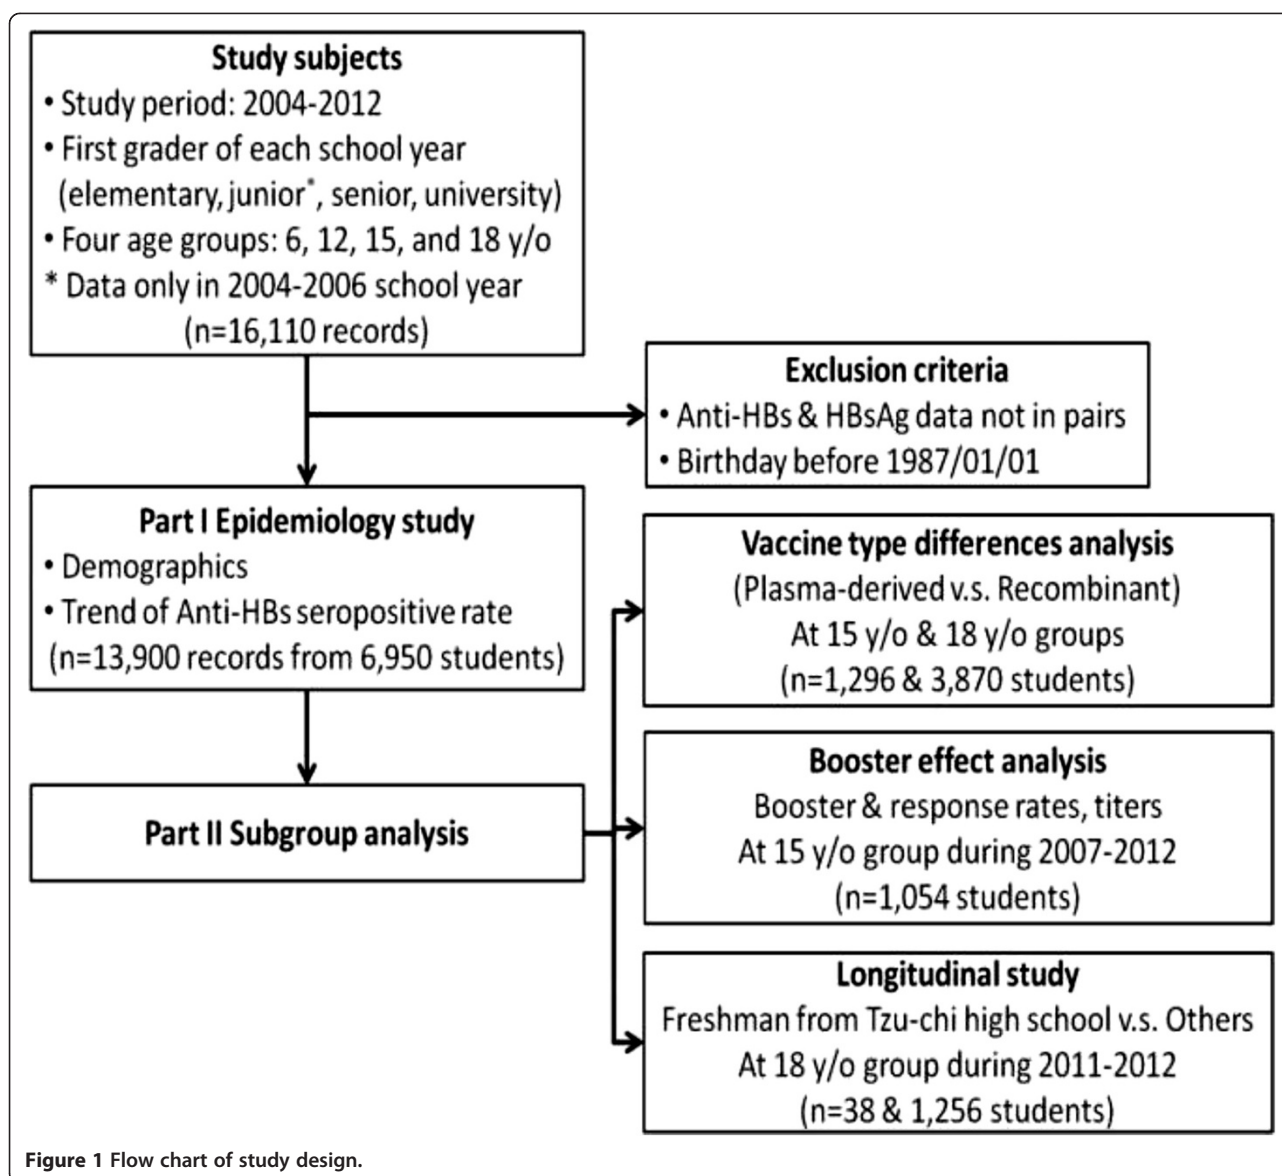 Study subjects
• Study period: 2004-2012
• First grader of each school year
(elementary, junior*, senior, university)
• Four age groups: 6, 12, 15, and 18 y/o
* Data only in 2004-2006 school year
(n=16,110 records)
Exclusion criteria
• Anti-HBs & HBsAg data not in pairs
• Birthday before 1987/01/01
Part I Epidemiology study
• Demographics
• Trend of Anti-HBs seropositive rate
(n=13,900 records from 6,950 students)
Part II Subgroup analysis
Vaccine type differences analysis
(Plasma-derived v.s. Recombinant)
At 15 y/o & 18 y/o groups
(n=1,296 & 3,870 students)
Booster effect analysis
Booster & response rates, titers
At 15 y/o group during 2007-2012
(n=1,054 students)
Longitudinal study
Freshman from Tzu-chi high school v.s. Others
At 18 y/o group during 2011-2012
(n=38 & 1,256 students)
Figure 1 Flow chart of study design.